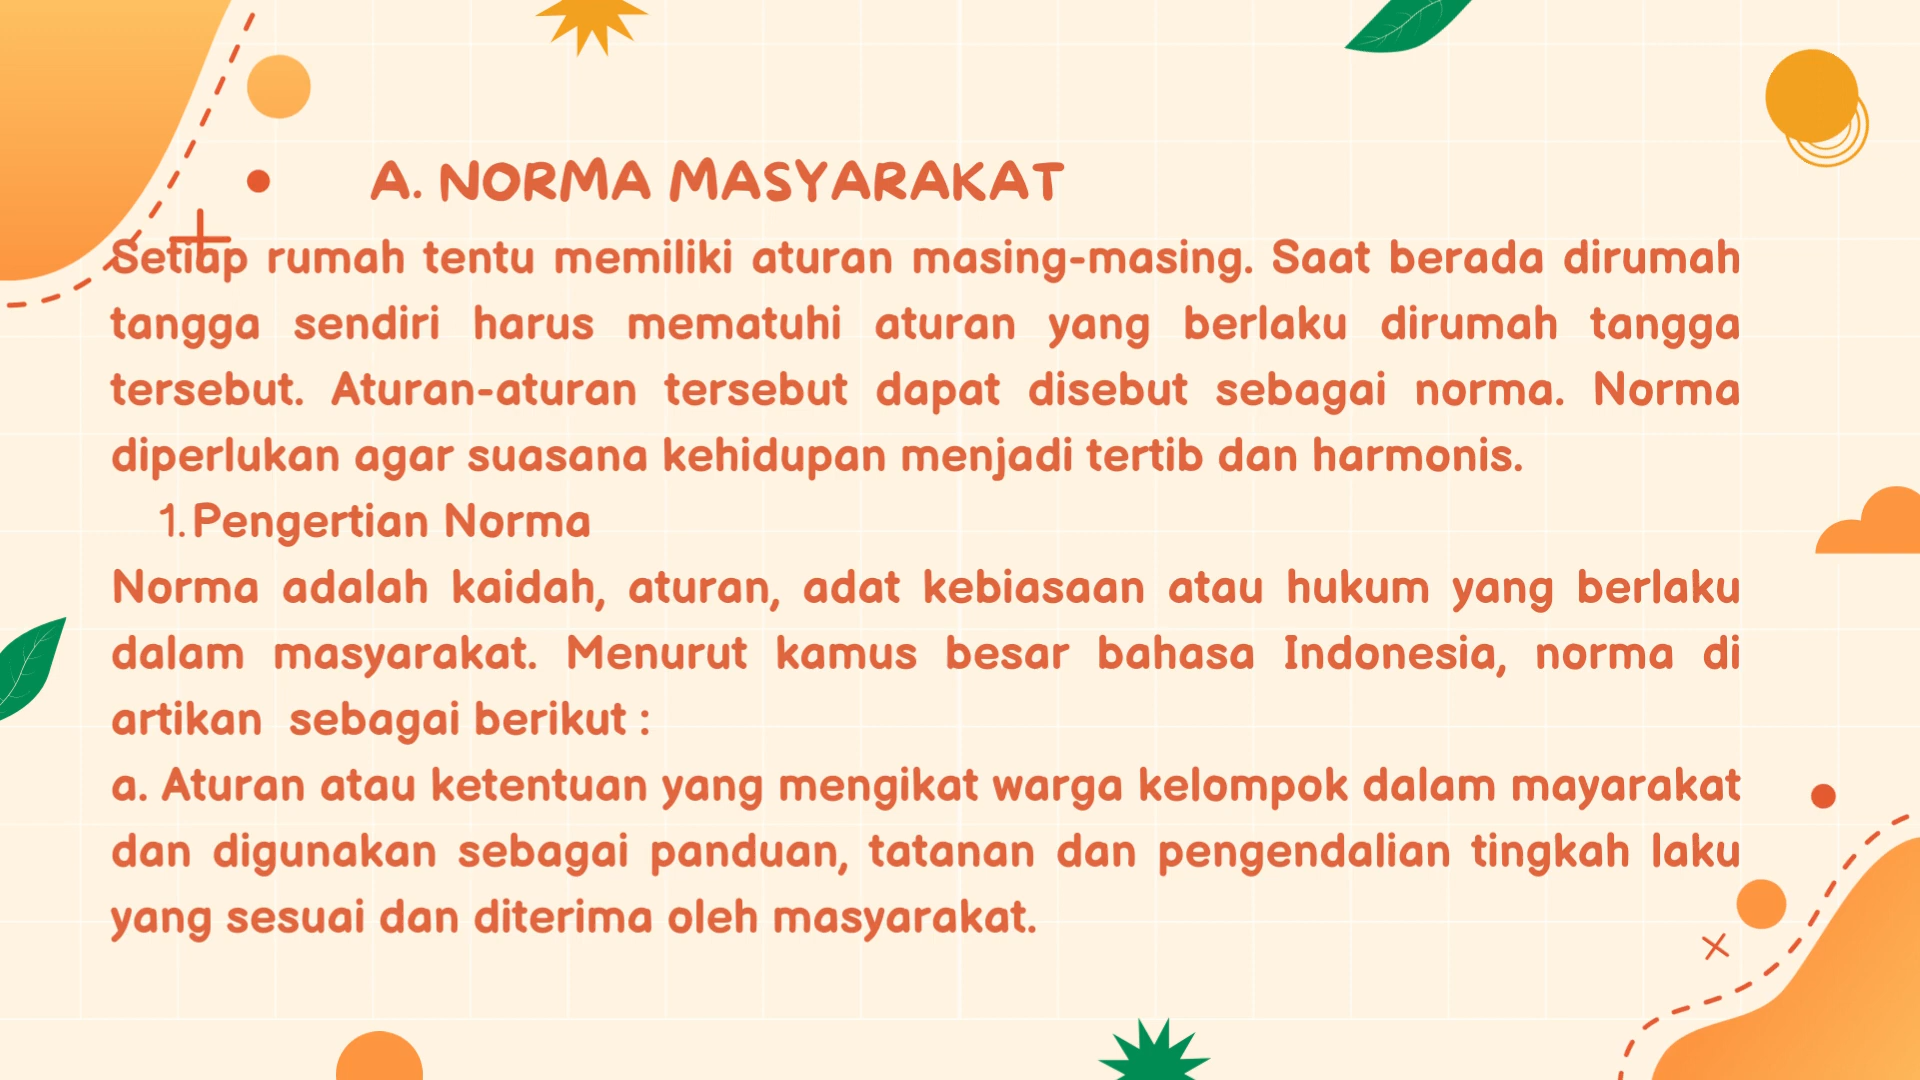 A. NORMA MASYARAKAT
Setiap rumah tentu memiliki aturan masing-masing. Saat berada dirumah
tangga sendiri harus mematuhi aturan yang berlaku dirumah tangga
tersebut. Aturan-aturan tersebut dapat disebut sebagai norma. Norma
diperlukan agar suasana kehidupan menjadi tertib dan harmonis.
1. Pengertian Norma
Norma adalah kaidah, aturan, adat kebiasaan atau hukum yang berlaku
dalam masyarakat. Menurut kamus besar bahasa Indonesia, norma di
artikan sebagai berikut :
a. Aturan atau ketentuan yang mengikat warga kelompok dalam mayarakat
dan digunakan sebagai panduan, tatanan dan pengendalian tingkah laku
yang sesuai dan diterima oleh masyarakat.